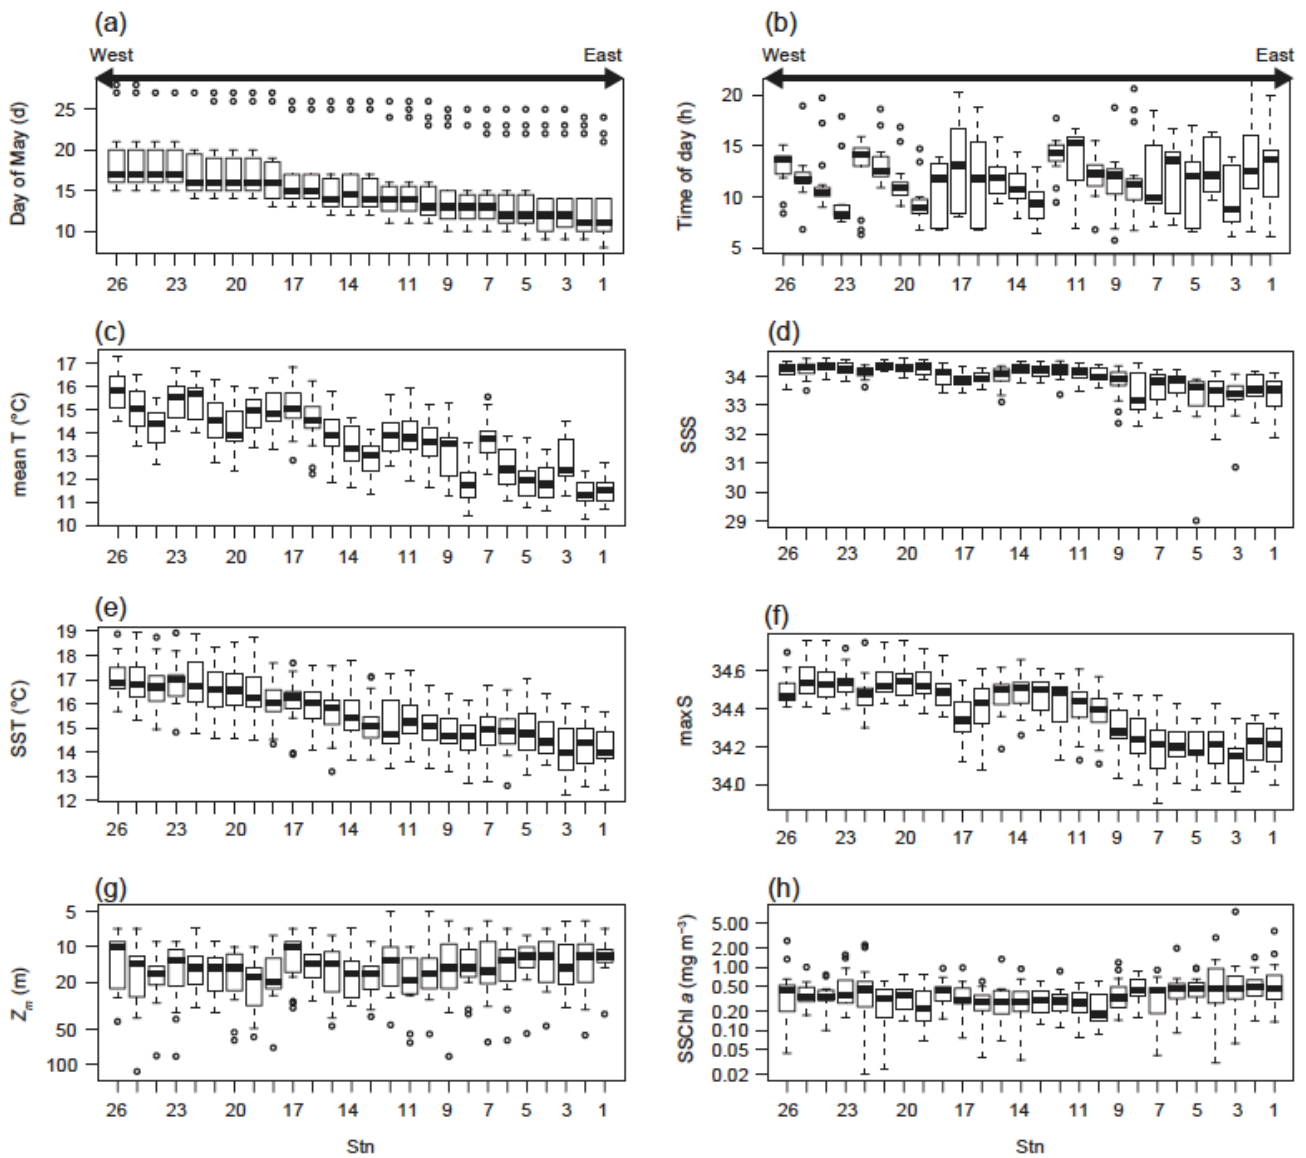 (a)
West East
Day of May (d)
25
20
15
10
26 23 20 17 14 11 9 7 5 3 1
(b)
West East
Time of day (h)
20
15
10
5
26 23 20 17 14 11 9 7 5 3 1
(c)
mean T (°C)
17
16
15
14
13
12
11
10
26 23 20 17 14 11 9 7 5 3 1
(d)
SSS
34
33
32
31
30
29
26 23 20 17 14 11 9 7 5 3 1
(e)
SST (°C)
19
18
17
16
15
14
13
12
26 23 20 17 14 11 9 7 5 3 1
(f)
maxS
346
344
342
340
26 23 20 17 14 11 9 7 5 3 1
(g)
Zm (m)
5
10
20
50
100
26 23 20 17 14 11 9 7 5 3 1
Stn
(h)
SSChl a (mg m⁻³)
5.00
2.00
1.00
0.50
0.20
0.10
0.05
0.02
26 23 20 17 14 11 9 7 5 3 1
Stn